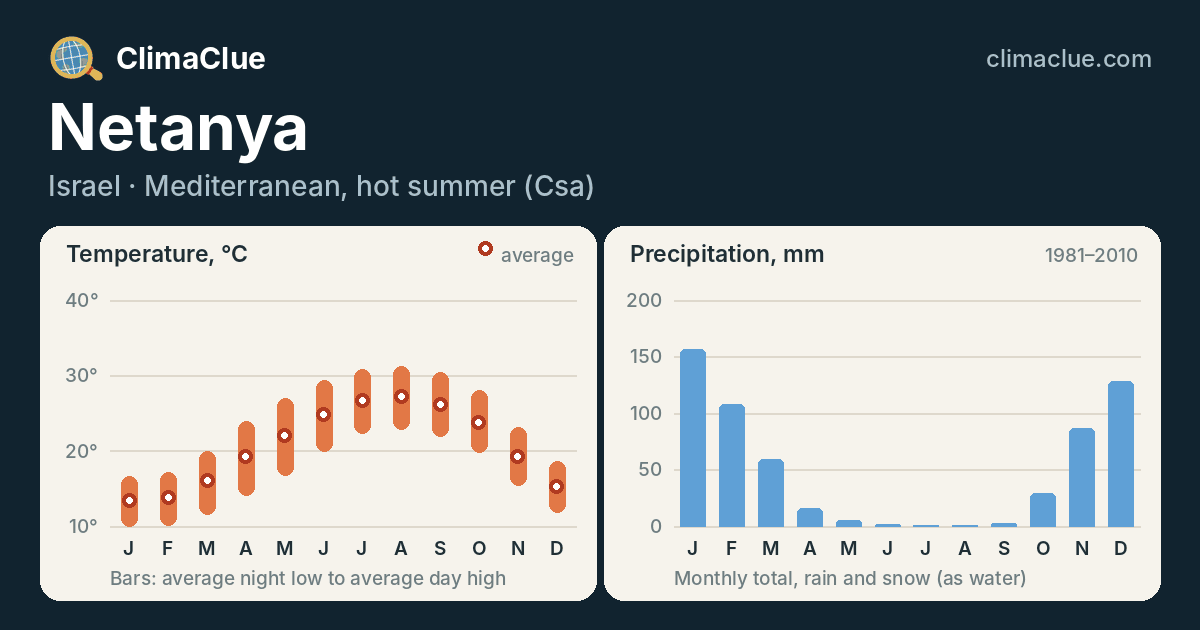 ClimaClue
climaclue.com
Netanya
Israel · Mediterranean, hot summer (Csa)
Temperature, °C
average
40°
30°
20°
10°
J F M A M J J A S O N D
Bars: average night low to average day high
Precipitation, mm
1981–2010
200
150
100
50
0
J F M A M J J A S O N D
Monthly total, rain and snow (as water)